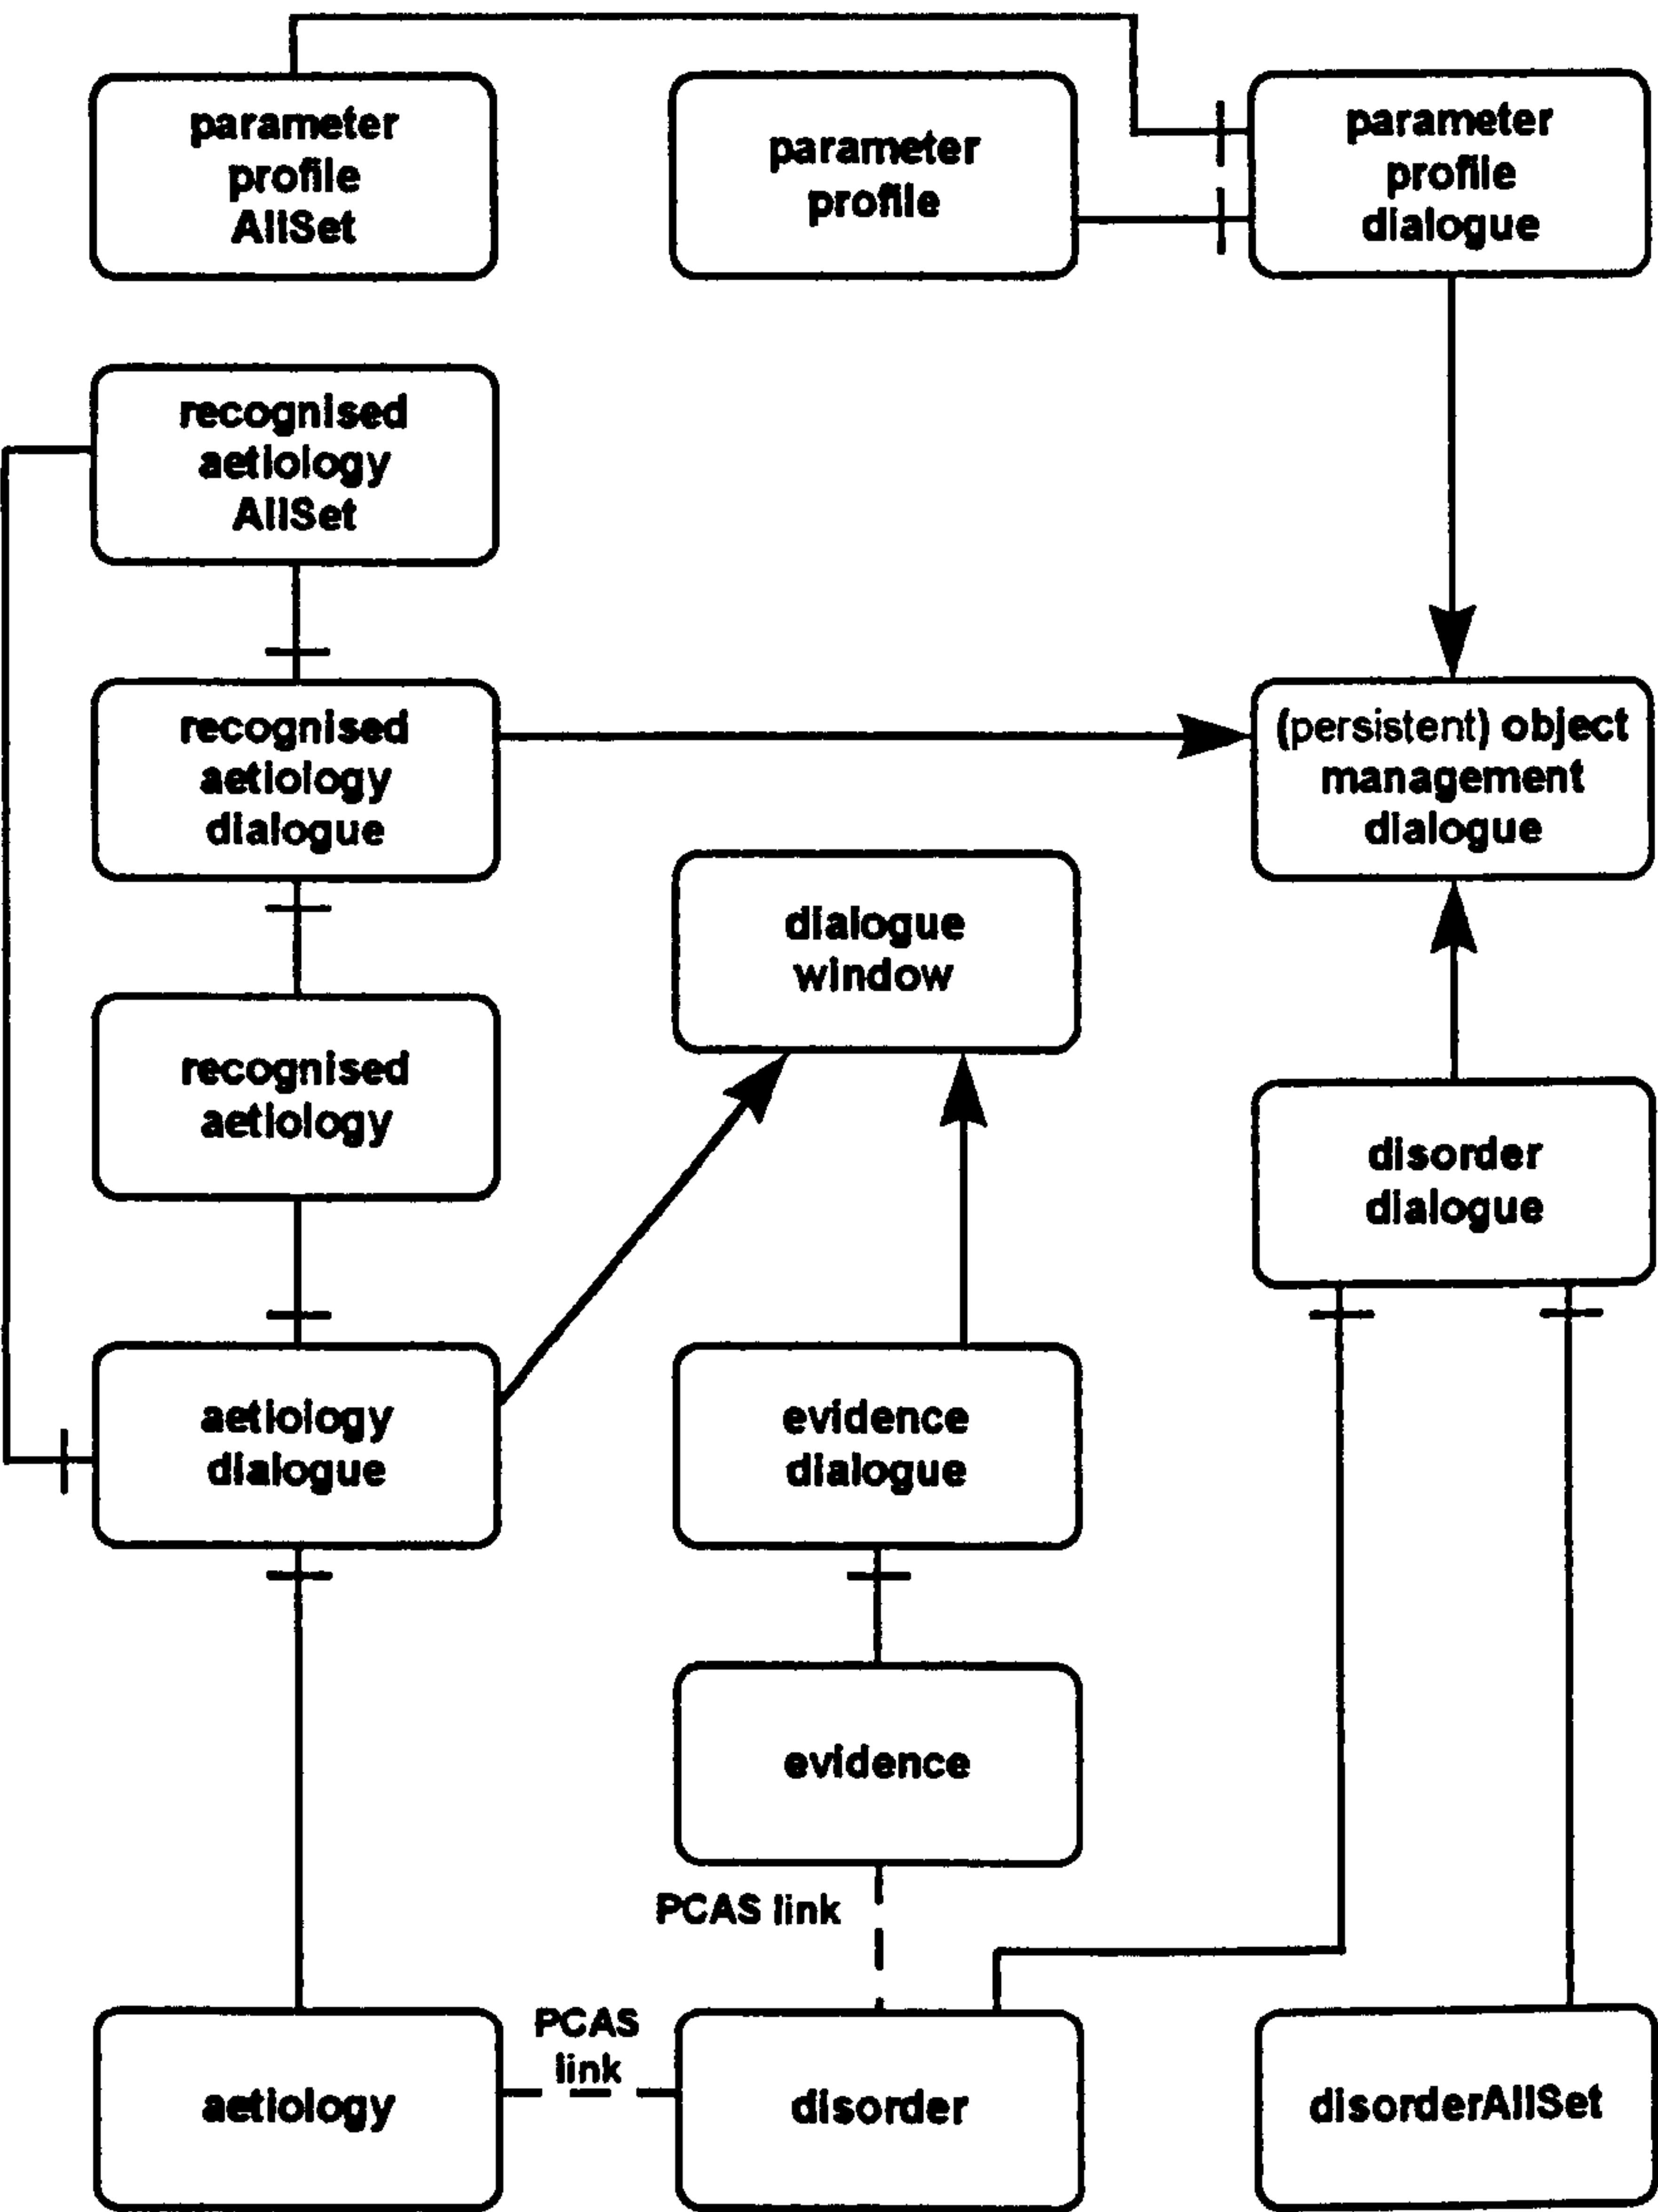 parameter
profile
AllSet
parameter
profile
parameter
profile
dialogue
recognised
aetiology
AllSet
recognised
aetiology
dialogue
(persistent) object
management
dialogue
dialogue
window
recognised
aetiology
disorder
dialogue
aetiology
dialogue
evidence
dialogue
evidence
PCAS link
PCAS
link
aetiology
disorder
disorderAllSet